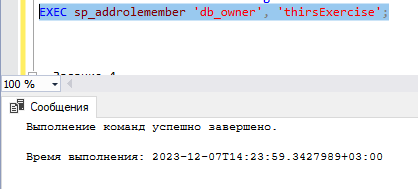 EXEC sp_addrolemember 'db_owner', 'thirsExercise';
100 %
Сообщения
Выполнение команд успешно завершено.
Время выполнения: 2023-12-07T14:23:59.3427989+03:00